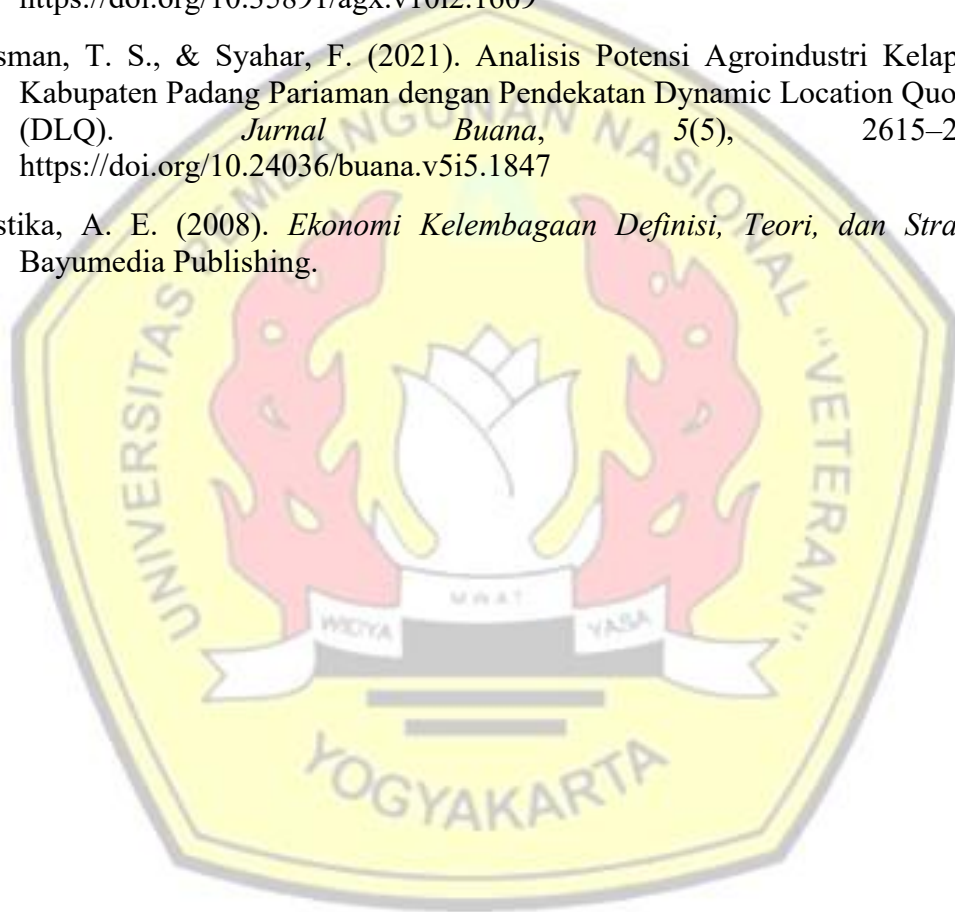 https://doi.org/10.35891/agx.v10i2.1609
sman, T. S., & Syahar, F. (2021). Analisis Potensi Agroindustri Kelap
Kabupaten Padang Pariaman dengan Pendekatan Dynamic Location Quo
(DLQ). Jurnal Buana, 5(5), 2615–2
https://doi.org/10.24036/buana.v5i5.1847
stika, A. E. (2008). Ekonomi Kelembagaan Definisi, Teori, dan Stra
Bayumedia Publishing.
UNIVERSITAS PEMBANGUNAN NASIONAL "VETERAN"
WIDYA MWAT YASA
YOGYAKARTA